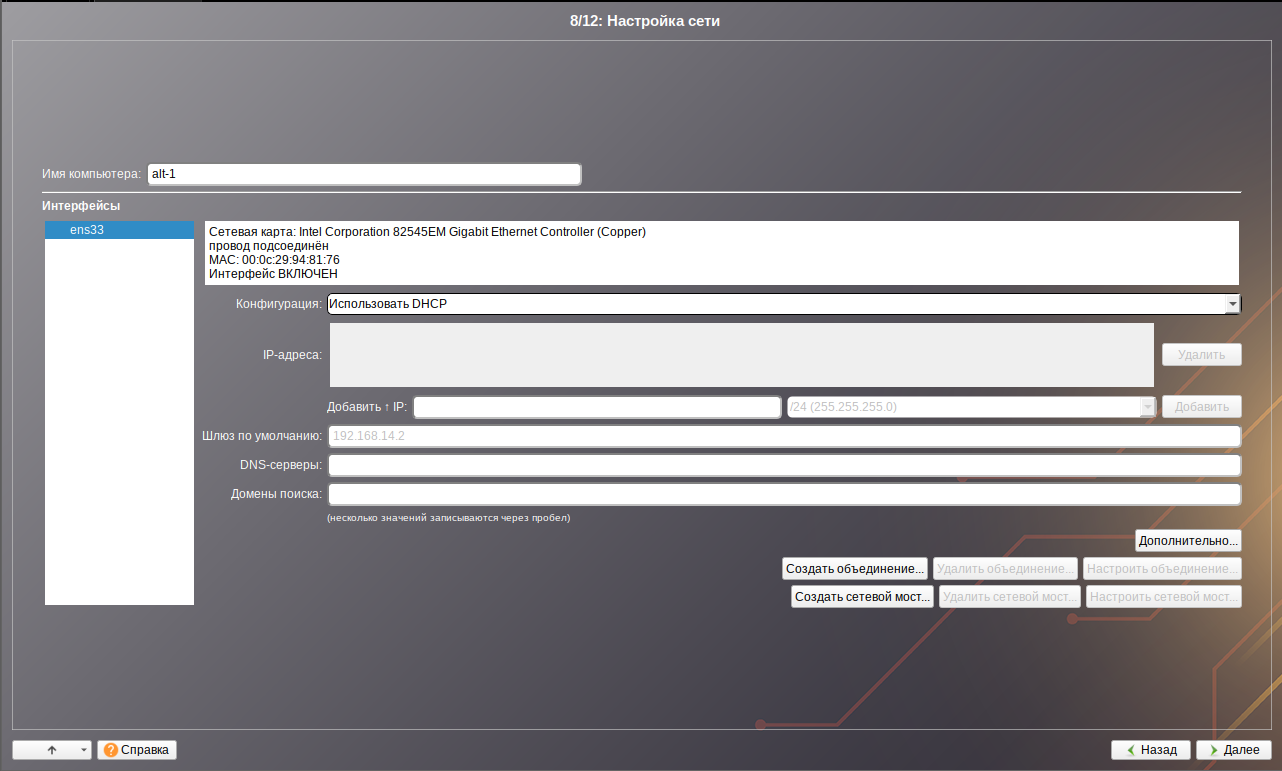 8/12: Настройка сети
Имя компьютера: alt-1
Интерфейсы
ens33
Сетевая карта: Intel Corporation 82545EM Gigabit Ethernet Controller (Copper)
провод подсоединён
MAC: 00:0c:29:94:81:76
Интерфейс ВКЛЮЧЕН
Конфигурация: Использовать DHCP
IP-адреса: Удалить
Добавить ↑ IP: /24 (255.255.255.0) Добавить
Шлюз по умолчанию: 192.168.14.2
DNS-серверы:
Домены поиска:
(несколько значений записываются через пробел)
Дополнительно...
Создать объединение... Удалить объединение... Настроить объединение...
Создать сетевой мост... Удалить сетевой мост... Настроить сетевой мост...
Справка Назад Далее